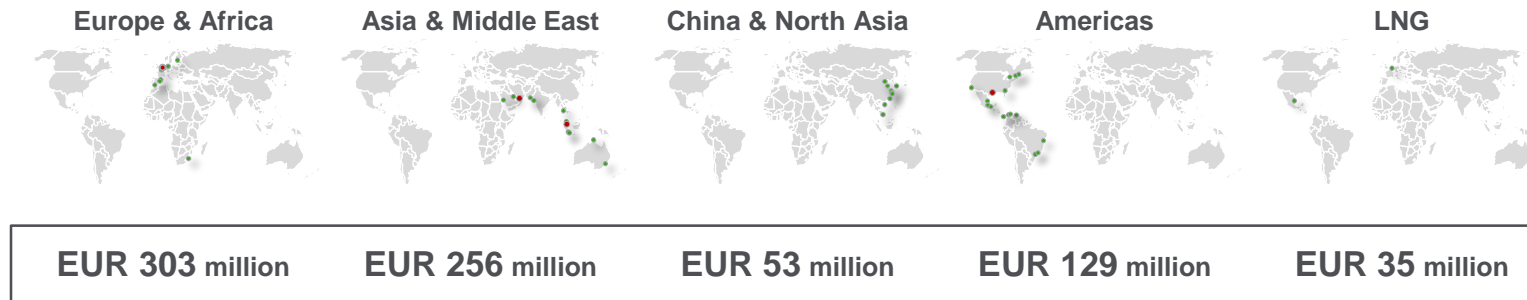 Europe & Africa
Asia & Middle East
China & North Asia
Americas
LNG
EUR 303 million
EUR 256 million
EUR 53 million
EUR 129 million
EUR 35 million